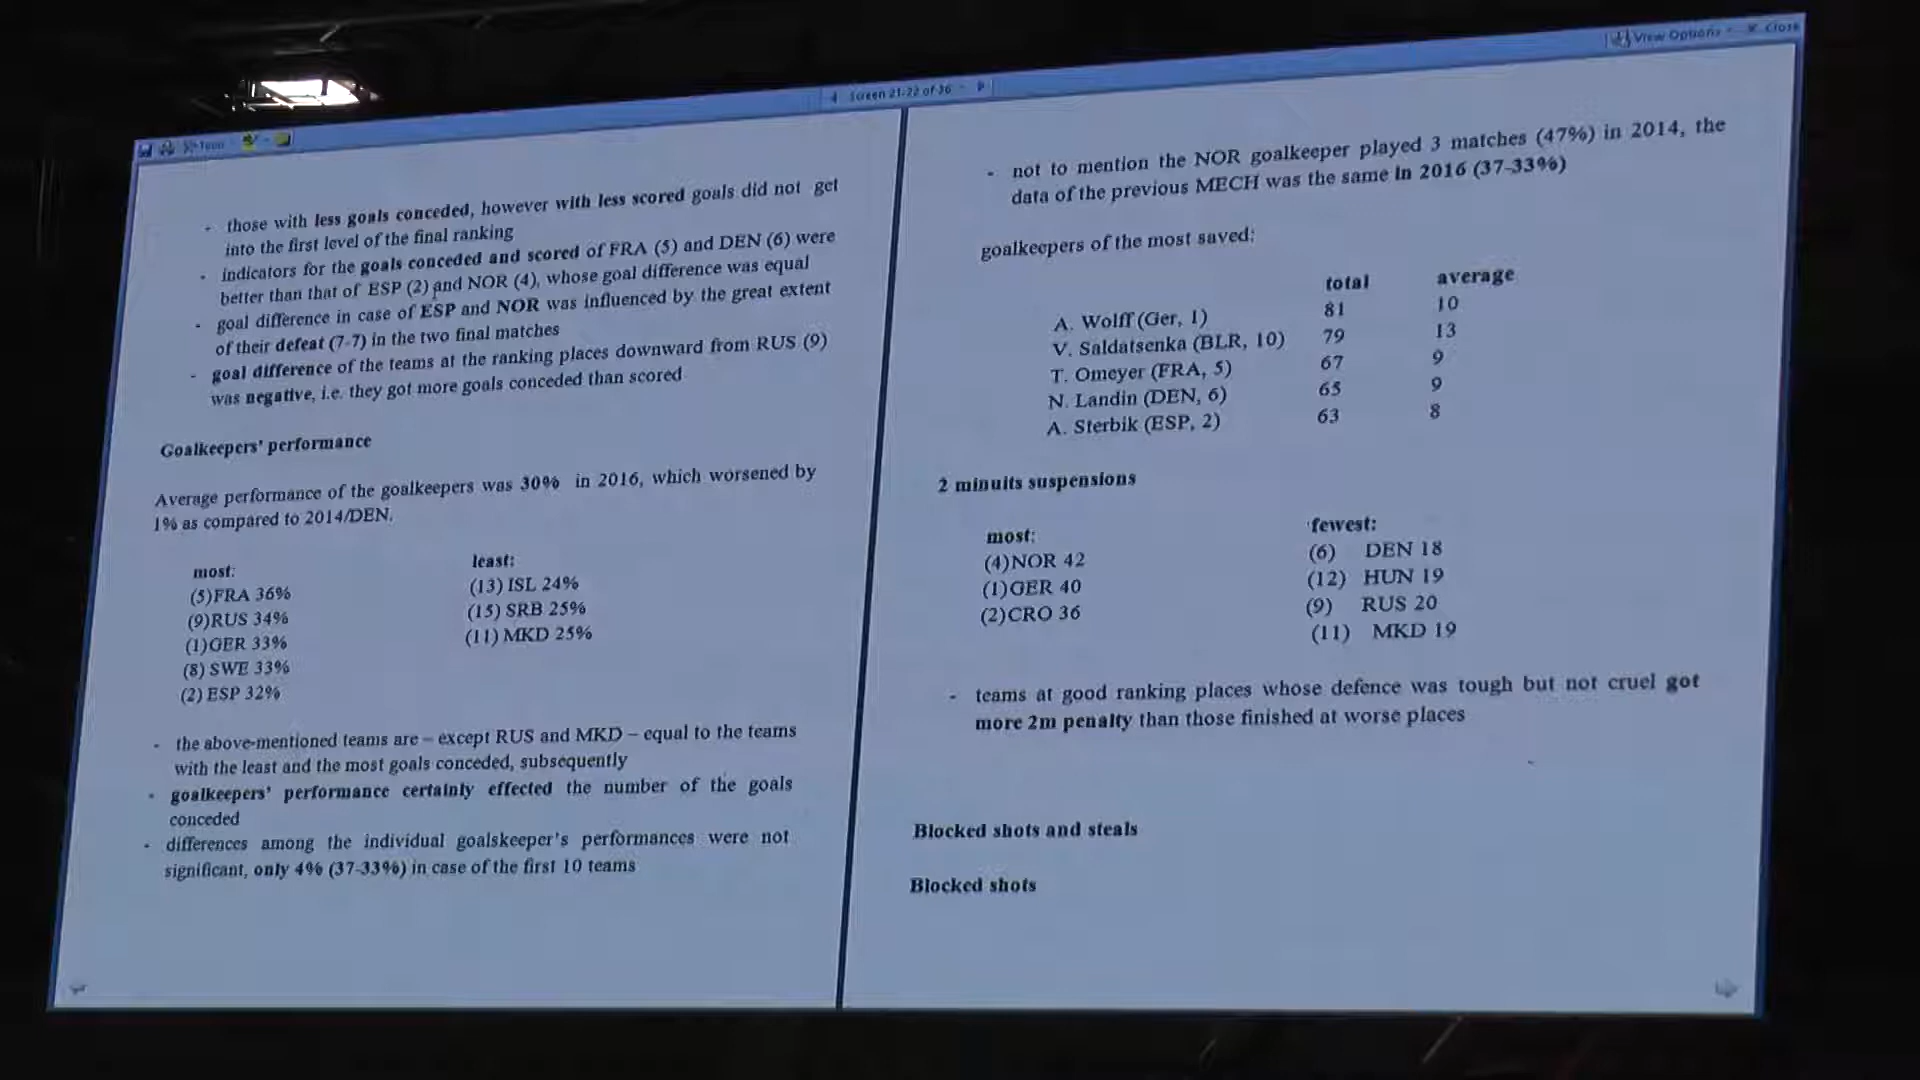 View Options
Close
Screen 21-22 of 36
Tools
- those with less goals conceded, however with less scored goals did not get
into the first level of the final ranking
- indicators for the goals conceded and scored of FRA (5) and DEN (6) were
better than that of ESP (2) and NOR (4), whose goal difference was equal
- goal difference in case of ESP and NOR was influenced by the great extent
of their defeat (7-7) in the two final matches
- goal difference of the teams at the ranking places downward from RUS (9)
was negative, i.e. they got more goals conceded than scored
Goalkeepers' performance
Average performance of the goalkeepers was 30% in 2016, which worsened by
1% as compared to 2014/DEN.
most: least:
(5)FRA 36% (13) ISL 24%
(9)RUS 34% (15) SRB 25%
(1)GER 33% (11) MKD 25%
(8) SWE 33%
(2) ESP 32%
- the above-mentioned teams are – except RUS and MKD – equal to the teams
with the least and the most goals conceded, subsequently
- goalkeepers' performance certainly effected the number of the goals
conceded
- differences among the individual goalskeeper's performances were not
significant, only 4% (37-33%) in case of the first 10 teams
- not to mention the NOR goalkeeper played 3 matches (47%) in 2014, the
data of the previous MECH was the same in 2016 (37-33%)
goalkeepers of the most saved:
total average
A. Wolff (Ger, 1) 81 10
V. Saldatsenka (BLR, 10) 79 13
T. Omeyer (FRA, 5) 67 9
N. Landin (DEN, 6) 65 9
A. Sterbik (ESP, 2) 63 8
2 minuits suspensions
most: fewest:
(4)NOR 42 (6) DEN 18
(1)GER 40 (12) HUN 19
(2)CRO 36 (9) RUS 20
(11) MKD 19
- teams at good ranking places whose defence was tough but not cruel got
more 2m penalty than those finished at worse places
Blocked shots and steals
Blocked shots